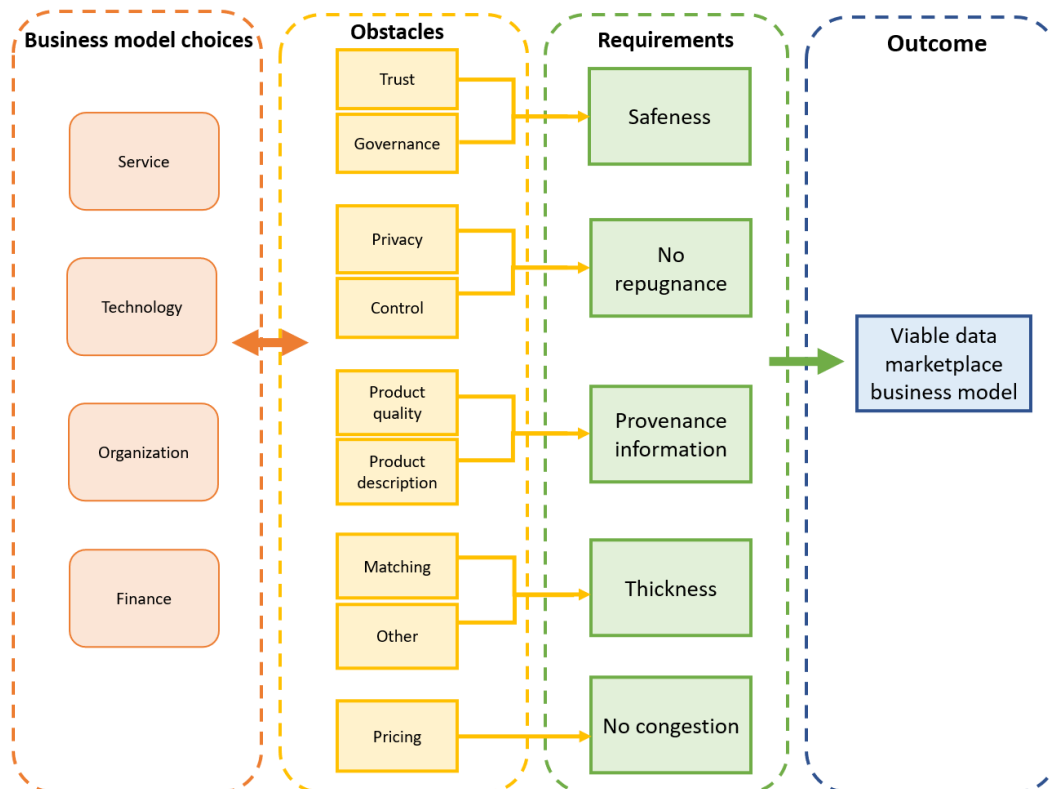 Business model choices
Service
Technology
Organization
Finance
Obstacles
Trust
Governance
Privacy
Control
Product
quality
Product
description
Matching
Other
Pricing
Requirements
Safeness
No
repugnance
Provenance
information
Thickness
No congestion
Outcome
Viable data
marketplace
business model